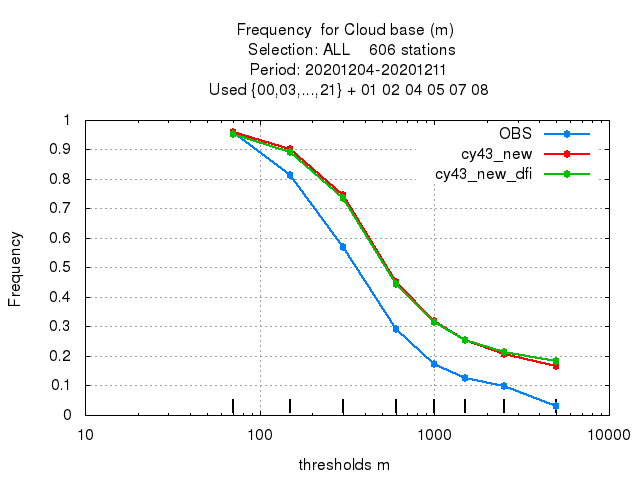 Frequency  for Cloud base (m)
Selection: ALL    606 stations
Period: 20201204-20201211
Used {00,03,...,21} + 01 02 04 05 07 08
OBS
cy43_new
cy43_new_dfi
1
0.9
0.8
0.7
0.6
0.5
0.4
0.3
0.2
0.1
0
Frequency
10
100
1000
10000
thresholds m